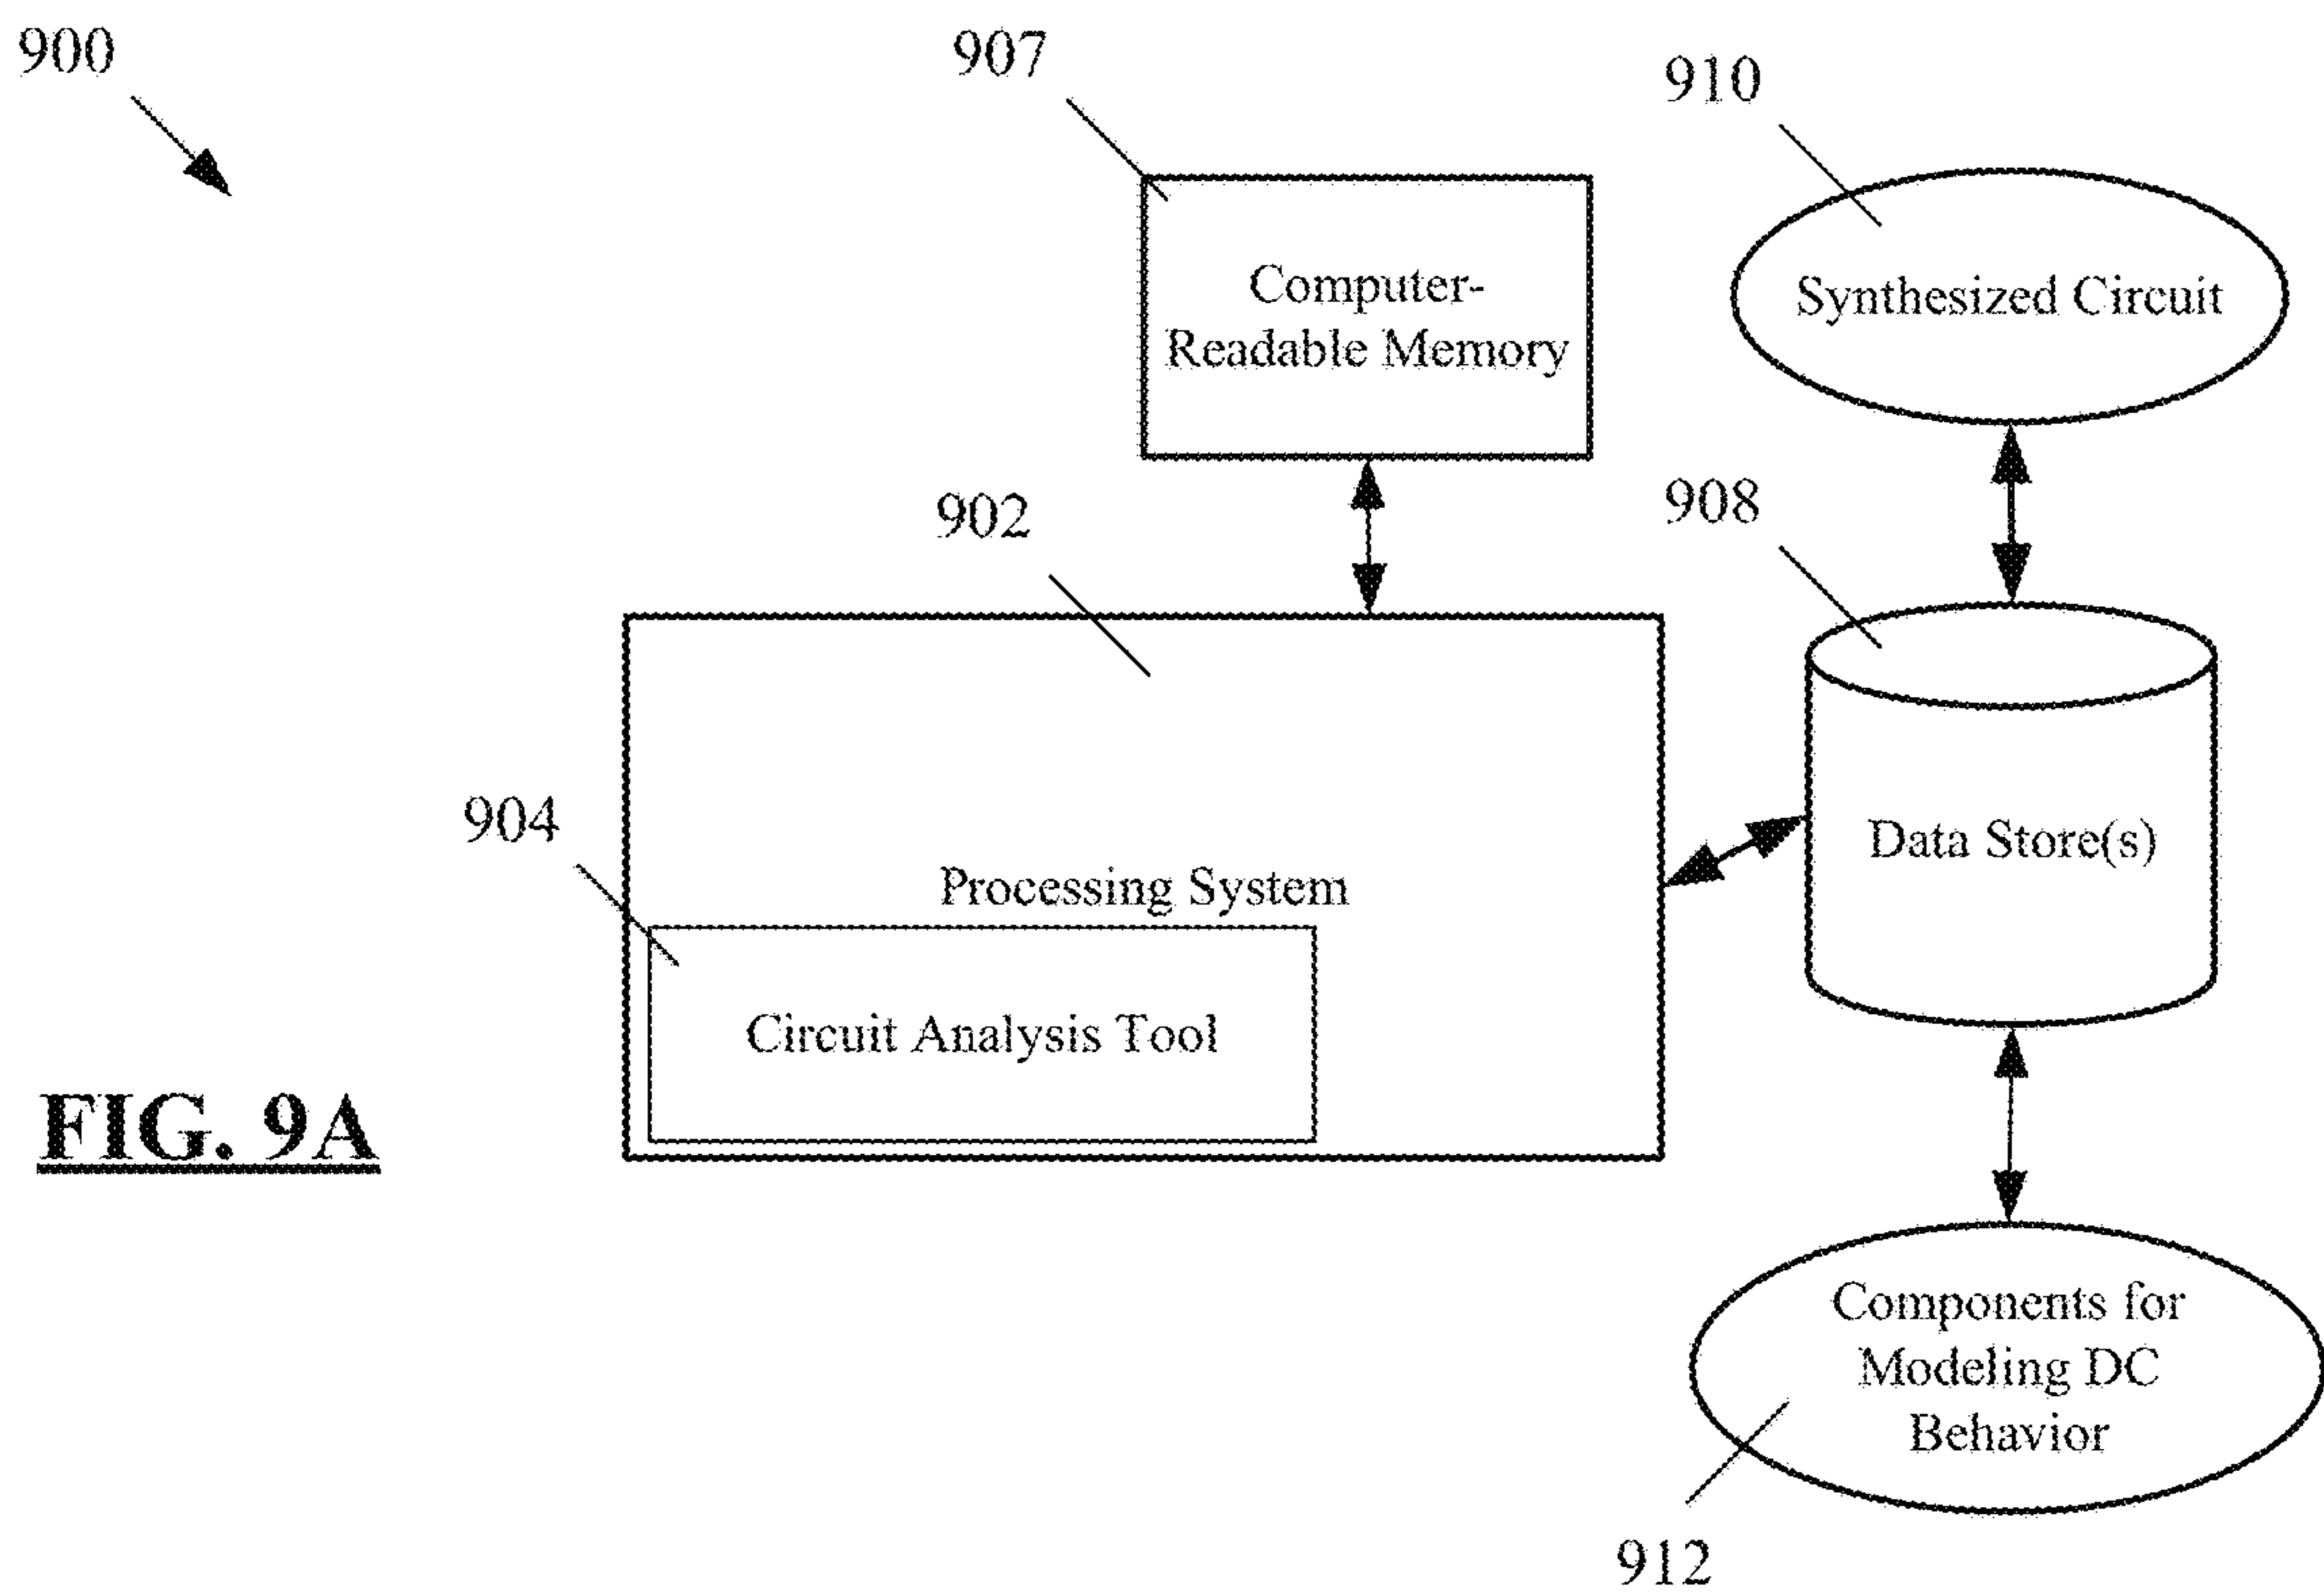 900
907
910
Computer-
Readable Memory
Synthesized Circuit
902
908
904
Processing System
Data Store(s)
Circuit Analysis Tool
FIG. 9A
Components for
Modeling DC
Behavior
912